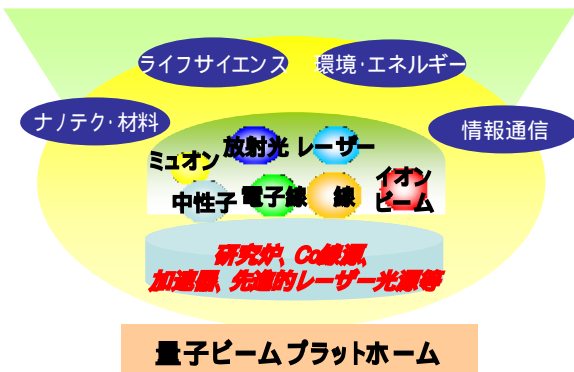 ライフサイエンス
環境・エネルギー
ナノテク・材料
情報通信
放射光
レーザー
ミュオン
イオン
ビーム
中性子
電子線
線
研究炉、Co線源、
加速器、先進的レーザー光源等
量子ビームプラットホーム